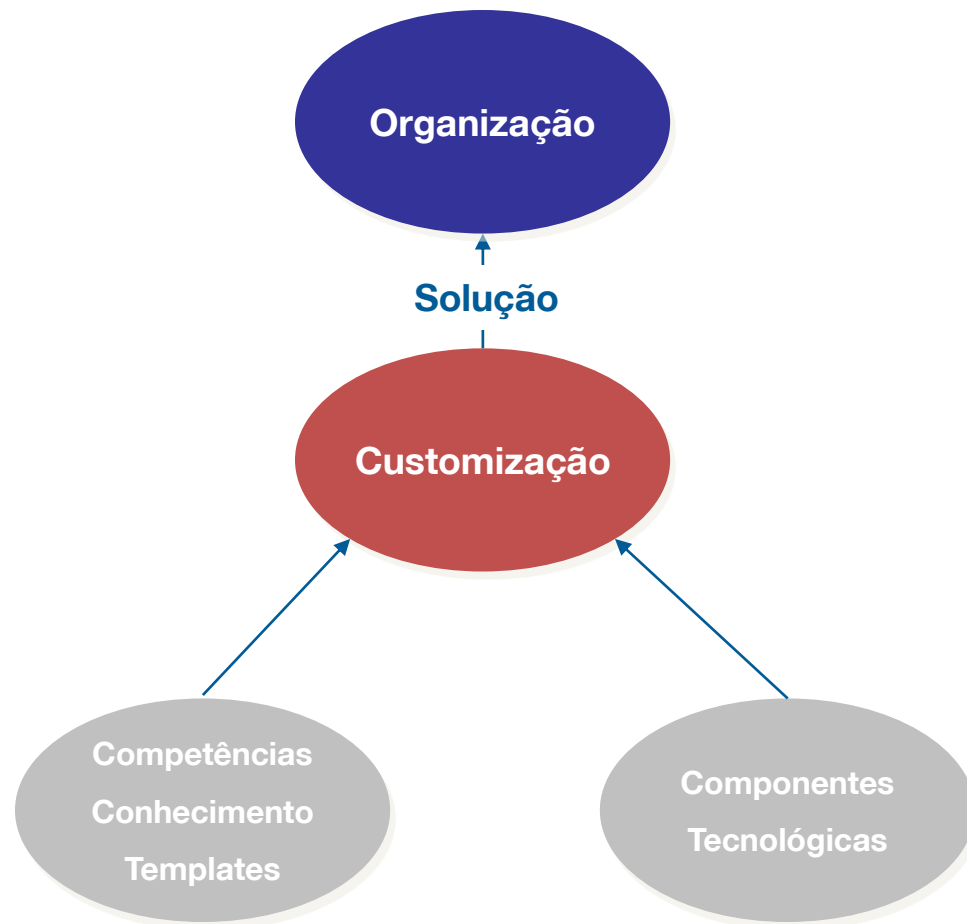 Organização
Solução
Customização
Competências
Conhecimento
Templates
Componentes
Tecnológicas